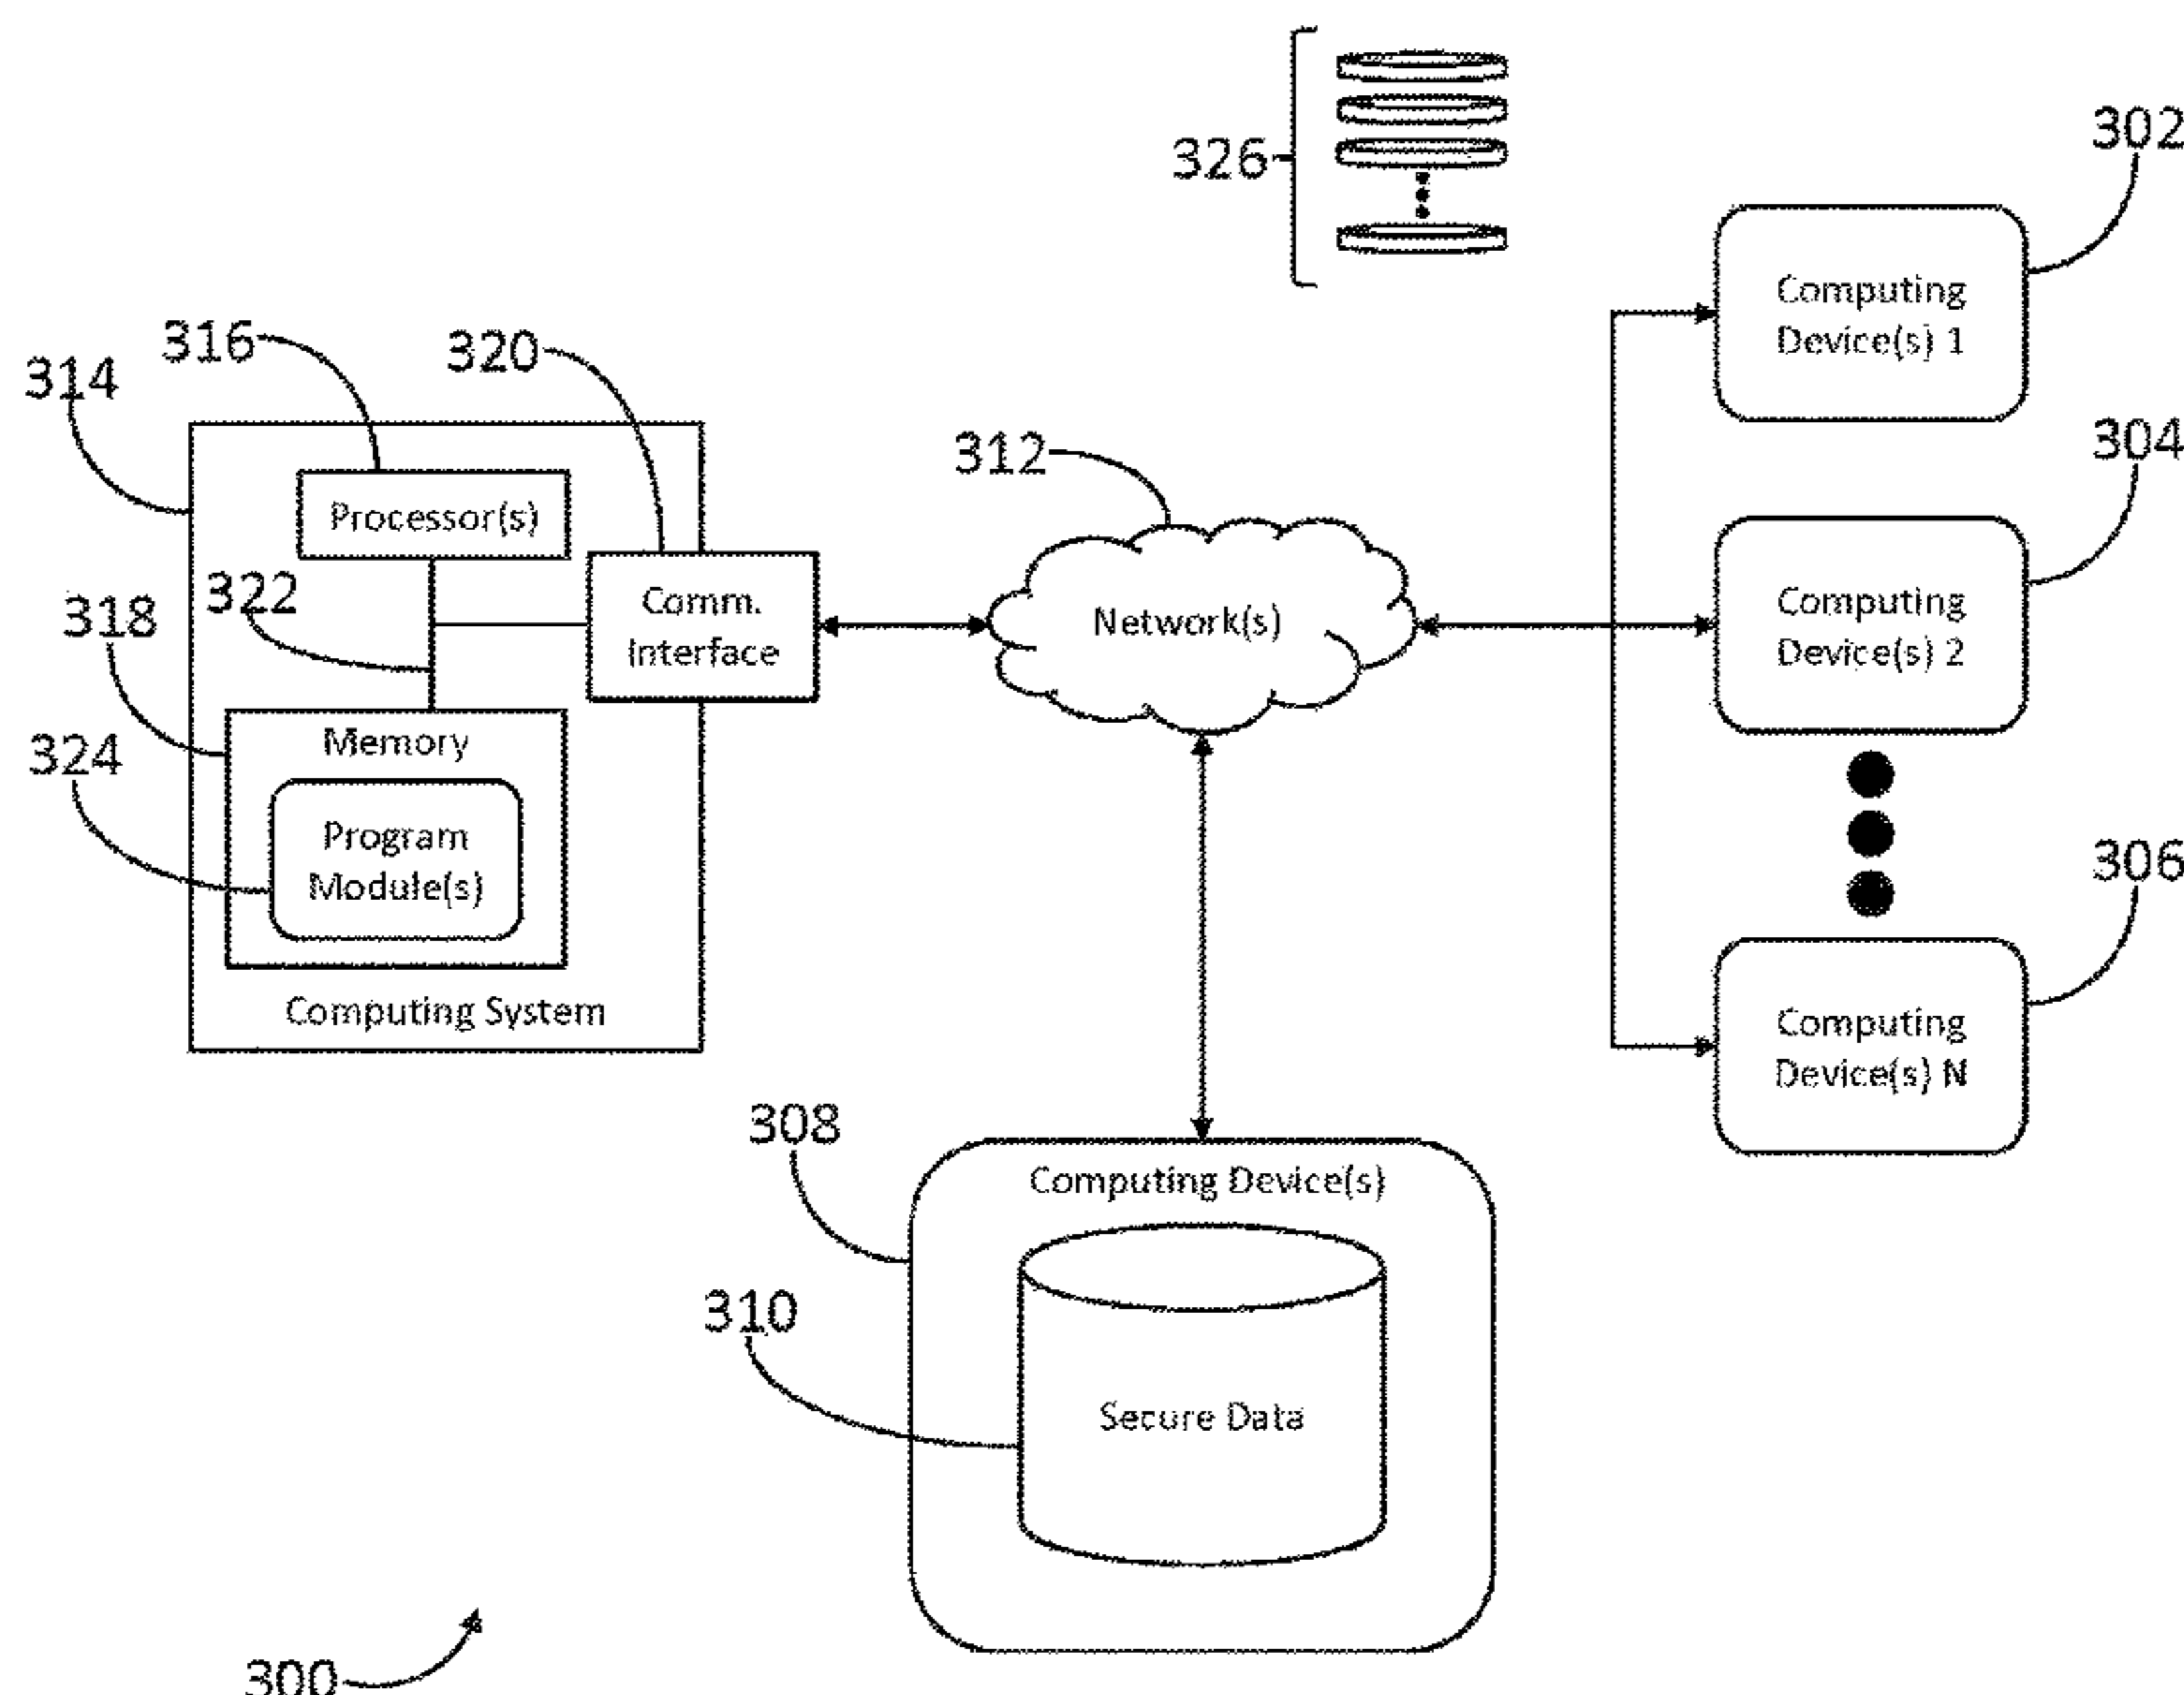 326
302
Computing
Device(s) 1
316
320
314
312
304
Processor(s)
322
318
Comm.
Interface
Network(s)
Computing
Device(s) 2
324
Memory
Program
Module(s)
306
Computing System
Computing
Device(s) N
308
Computing Device(s)
310
Secure Data
300